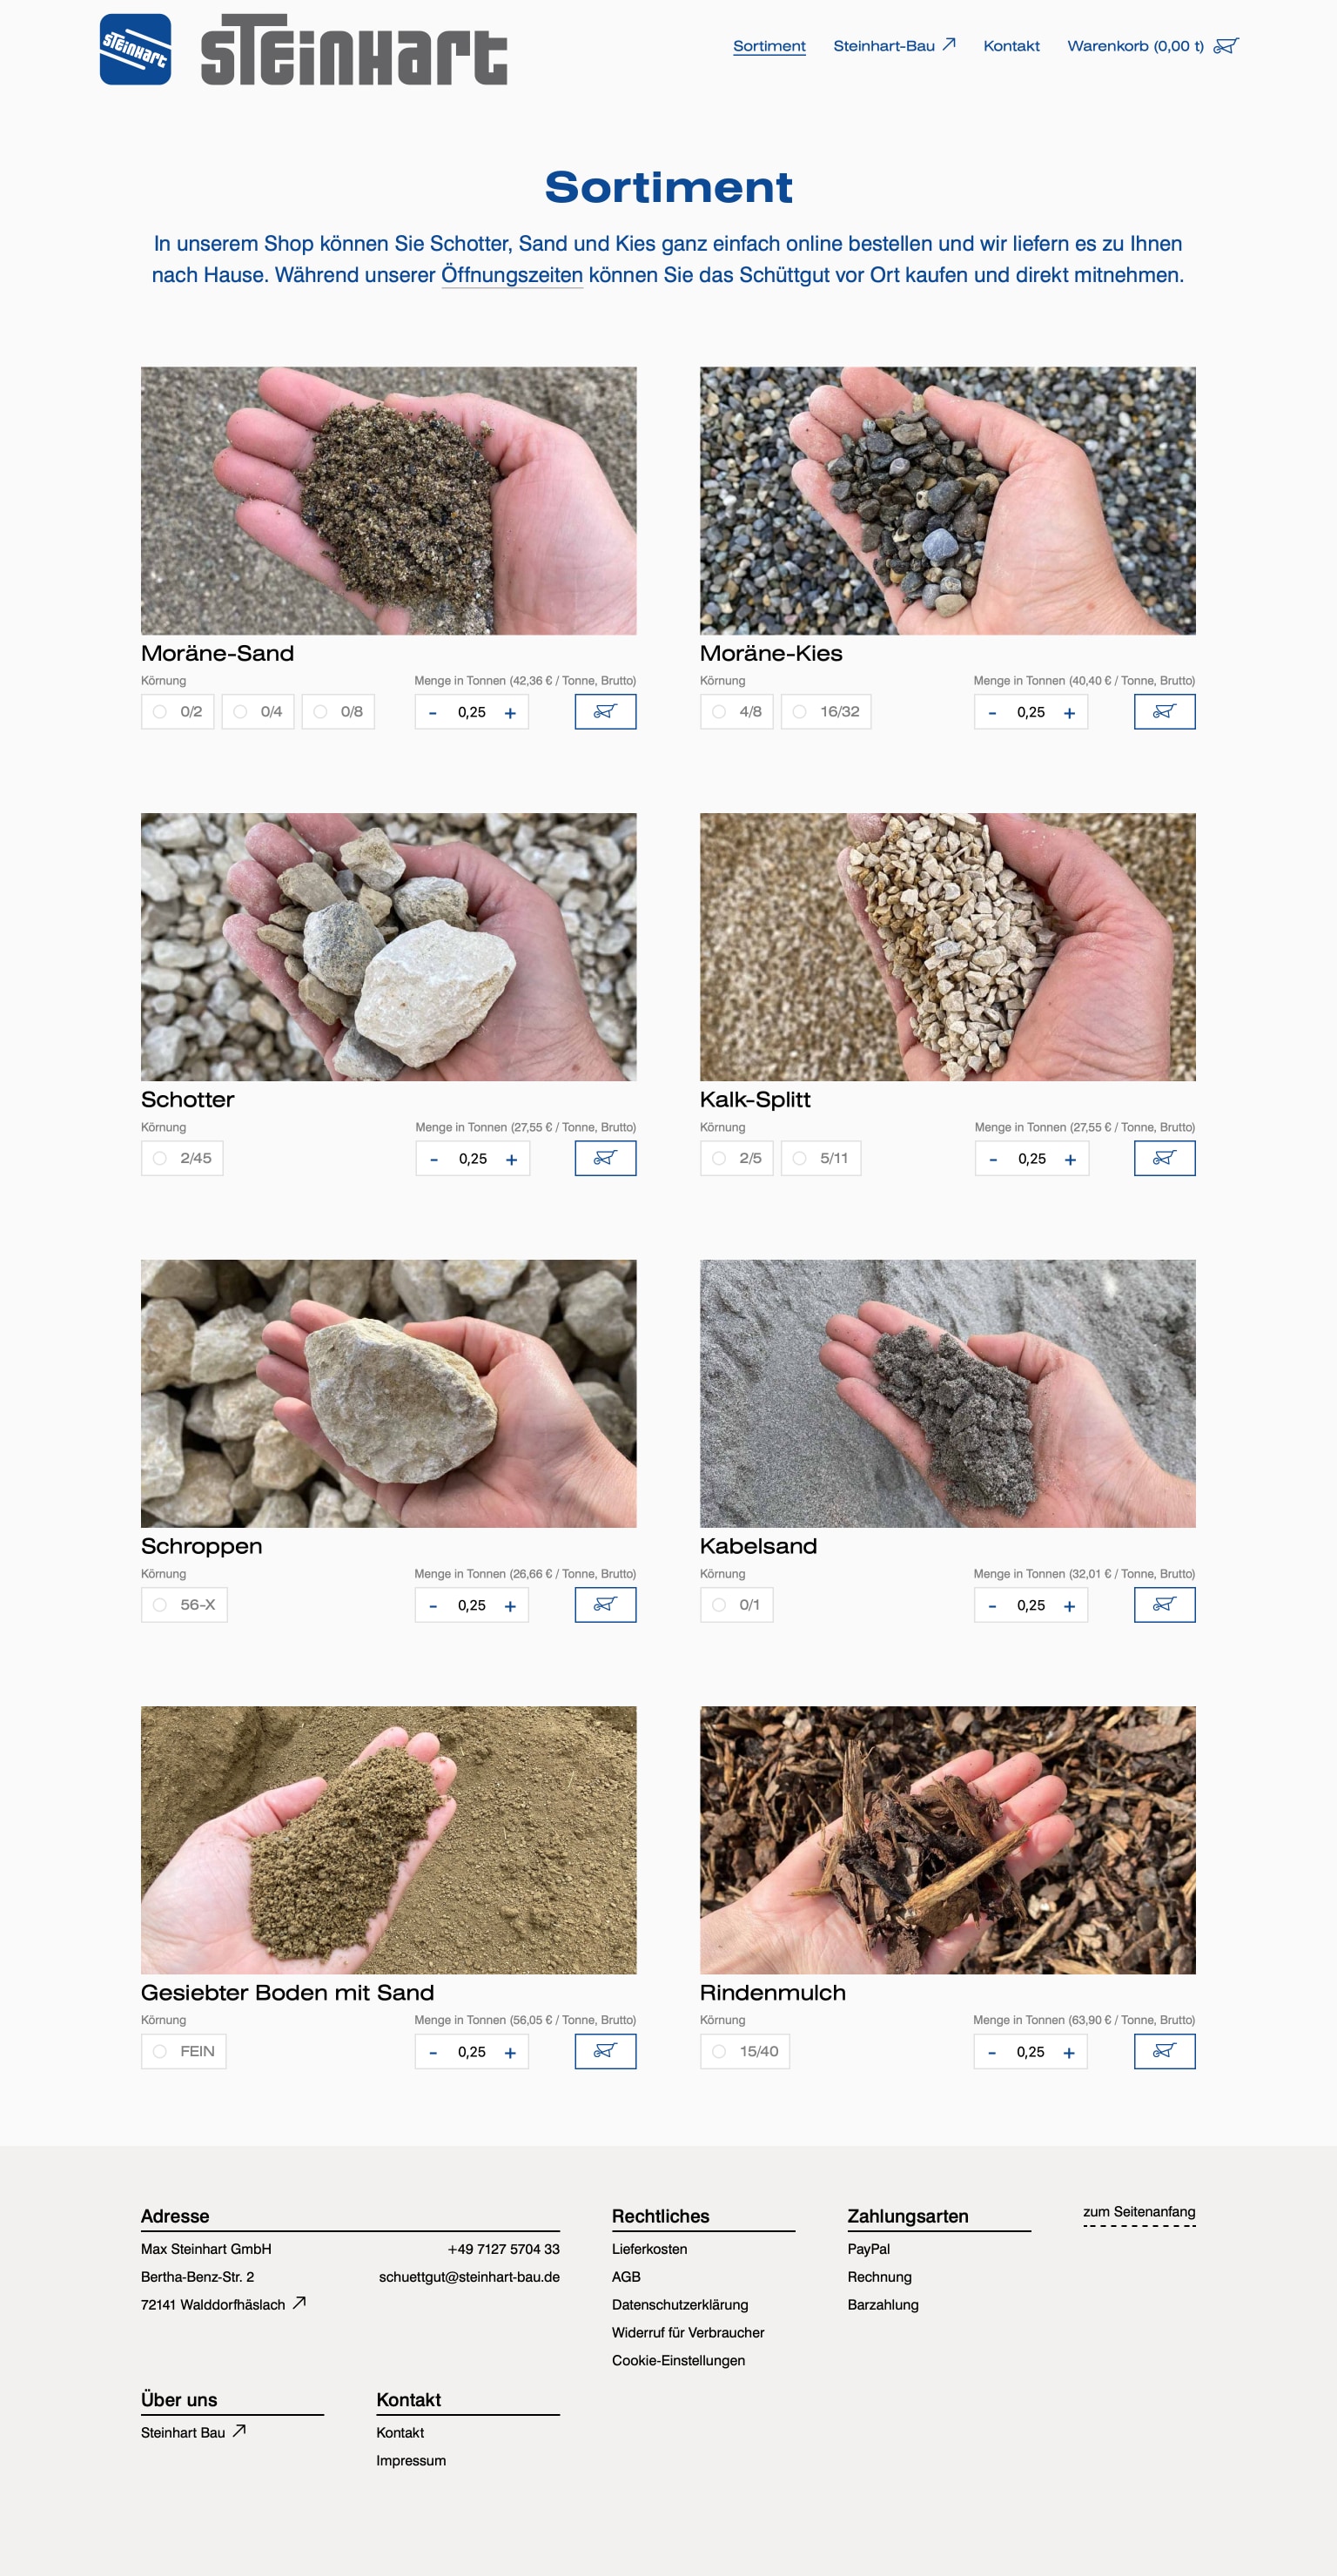 STEINHART
STEINHART
Sortiment
Steinhart-Bau
Kontakt
Warenkorb (0,00 t)
Sortiment
In unserem Shop können Sie Schotter, Sand und Kies ganz einfach online bestellen und wir liefern es zu Ihnen
nach Hause. Während unserer Öffnungszeiten können Sie das Schüttgut vor Ort kaufen und direkt mitnehmen.
Moräne-Sand
Körnung
0/2 0/4 0/8
Menge in Tonnen (42,36 € / Tonne, Brutto)
- 0,25 +
Moräne-Kies
Körnung
4/8 16/32
Menge in Tonnen (40,40 € / Tonne, Brutto)
- 0,25 +
Schotter
Körnung
2/45
Menge in Tonnen (27,55 € / Tonne, Brutto)
- 0,25 +
Kalk-Splitt
Körnung
2/5 5/11
Menge in Tonnen (27,55 € / Tonne, Brutto)
- 0,25 +
Schroppen
Körnung
56-X
Menge in Tonnen (26,66 € / Tonne, Brutto)
- 0,25 +
Kabelsand
Körnung
0/1
Menge in Tonnen (32,01 € / Tonne, Brutto)
- 0,25 +
Gesiebter Boden mit Sand
Körnung
FEIN
Menge in Tonnen (56,05 € / Tonne, Brutto)
- 0,25 +
Rindenmulch
Körnung
15/40
Menge in Tonnen (63,90 € / Tonne, Brutto)
- 0,25 +
Adresse
Max Steinhart GmbH
Bertha-Benz-Str. 2
72141 Walddorfhäslach
+49 7127 5704 33
schuettgut@steinhart-bau.de
Rechtliches
Lieferkosten
AGB
Datenschutzerklärung
Widerruf für Verbraucher
Cookie-Einstellungen
Zahlungsarten
PayPal
Rechnung
Barzahlung
zum Seitenanfang
Über uns
Steinhart Bau
Kontakt
Kontakt
Impressum